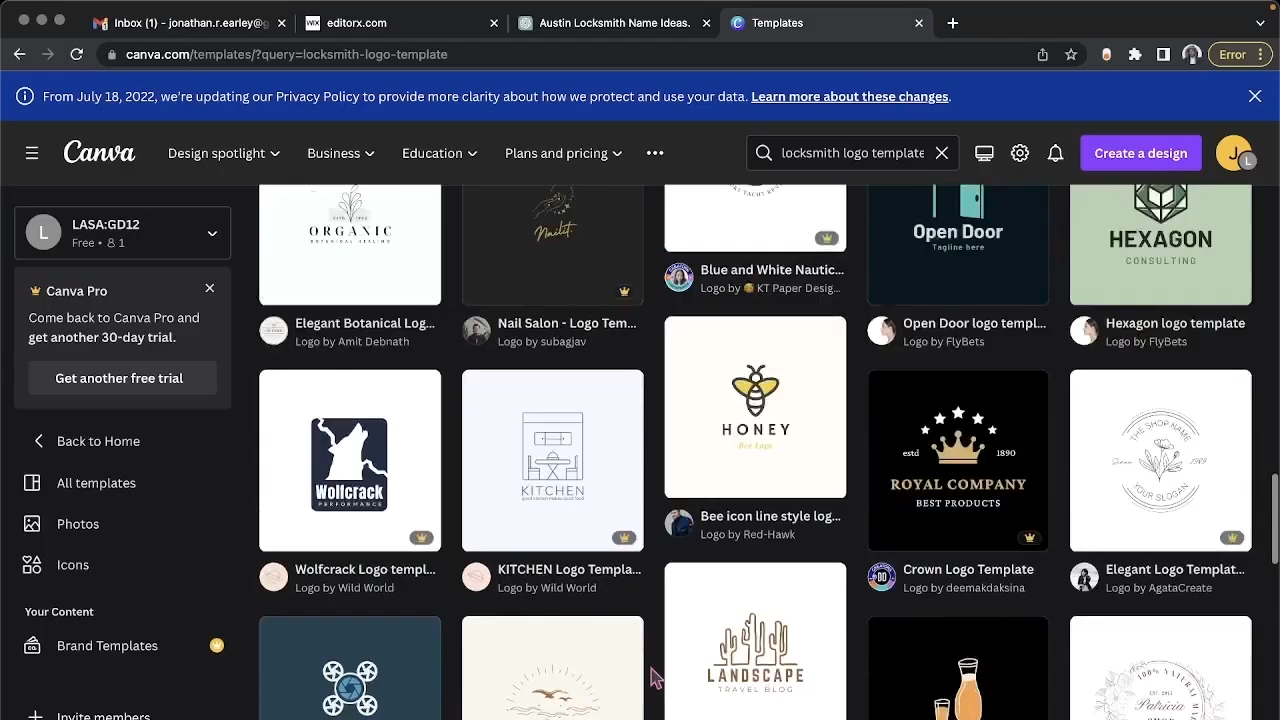 Inbox (1) - jonathan.r.earley@g
WiX
editorx.com
Austin Locksmith Name Ideas.
Templates
canva.com/templates/?query=locksmith-logo-template
Error
From July 18, 2022, we're updating our Privacy Policy to provide more clarity about how we protect and use your data. Learn more about these changes.
Canva
Design spotlight
Business
Education
Plans and pricing
locksmith logo template
Create a design
J
L
L
LASA:GD12
Free • 1
Canva Pro
Come back to Canva Pro and
get another 30-day trial.
Get another free trial
Back to Home
All templates
Photos
Icons
Your Content
Brand Templates
Invite members
ORGANIC
BOTANICAL HEALING
Elegant Botanical Log...
Logo by Amit Debnath
Nailist
Nail Salon - Logo Tem...
Logo by subagjav
Blue and White Nautic...
Logo by KT Paper Desig...
Open Door
Tagline here
Open Door logo templ...
Logo by FlyBets
HEXAGON
CONSULTING
Hexagon logo template
Logo by FlyBets
Wolfcrack
PERFORMANCE
Wolfcrack Logo templ...
Logo by Wild World
KITCHEN
KITCHEN Logo Templa...
Logo by Wild World
HONEY
Bee Logo
Bee icon line style log...
Logo by Red-Hawk
estd
1890
ROYAL COMPANY
BEST PRODUCTS
Crown Logo Template
Logo by deemakdaksina
THE SHOP NAME
Since
1989
YOUR SLOGAN
Elegant Logo Templat...
Logo by AgataCreate
LANDSCAPE
TRAVEL BLOG
100% NATURAL
Patricia